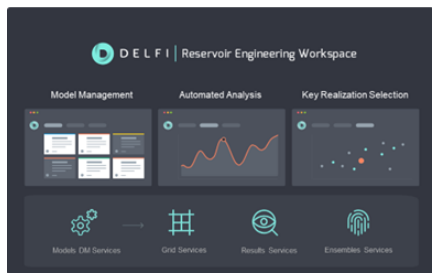 DELFI | Reservoir Engineering Workspace
Model Management
Automated Analysis
Key Realization Selection
Models DM Services
Grid Services
Results Services
Ensembles Services